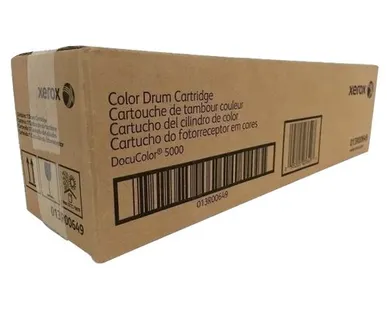 xerox
Color Drum Cartridge
Cartouche de tambour couleur
Cartucho del cilindro de color
Cartucho do fotorreceptor em cores
DocuColor® 5000
013R00649
xerox
013R00649
013R00649